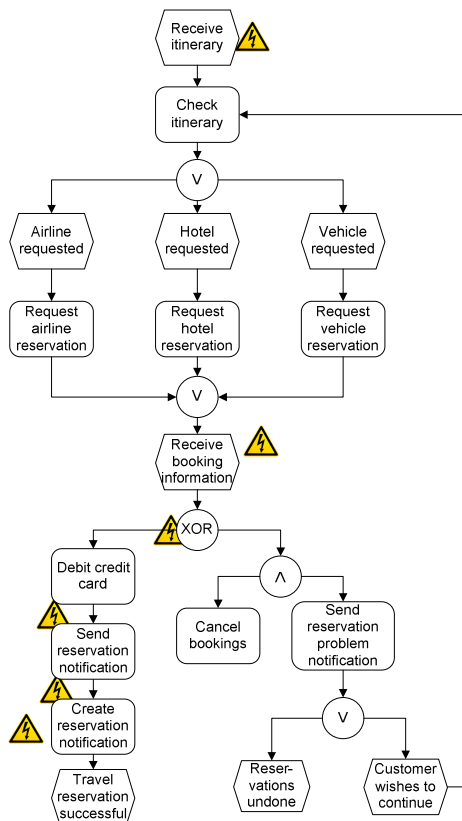 Receive
itinerary
Check
itinerary
V
Airline
requested
Hotel
requested
Vehicle
requested
Request
airline
reservation
Request
hotel
reservation
Request
vehicle
reservation
V
Receive
booking
information
XOR
Debit credit
card
Λ
Send
reservation
notification
Cancel
bookings
Send
reservation
problem
notification
Create
reservation
notification
V
Travel
reservation
successful
Reser-
vations
undone
Customer
wishes to
continue